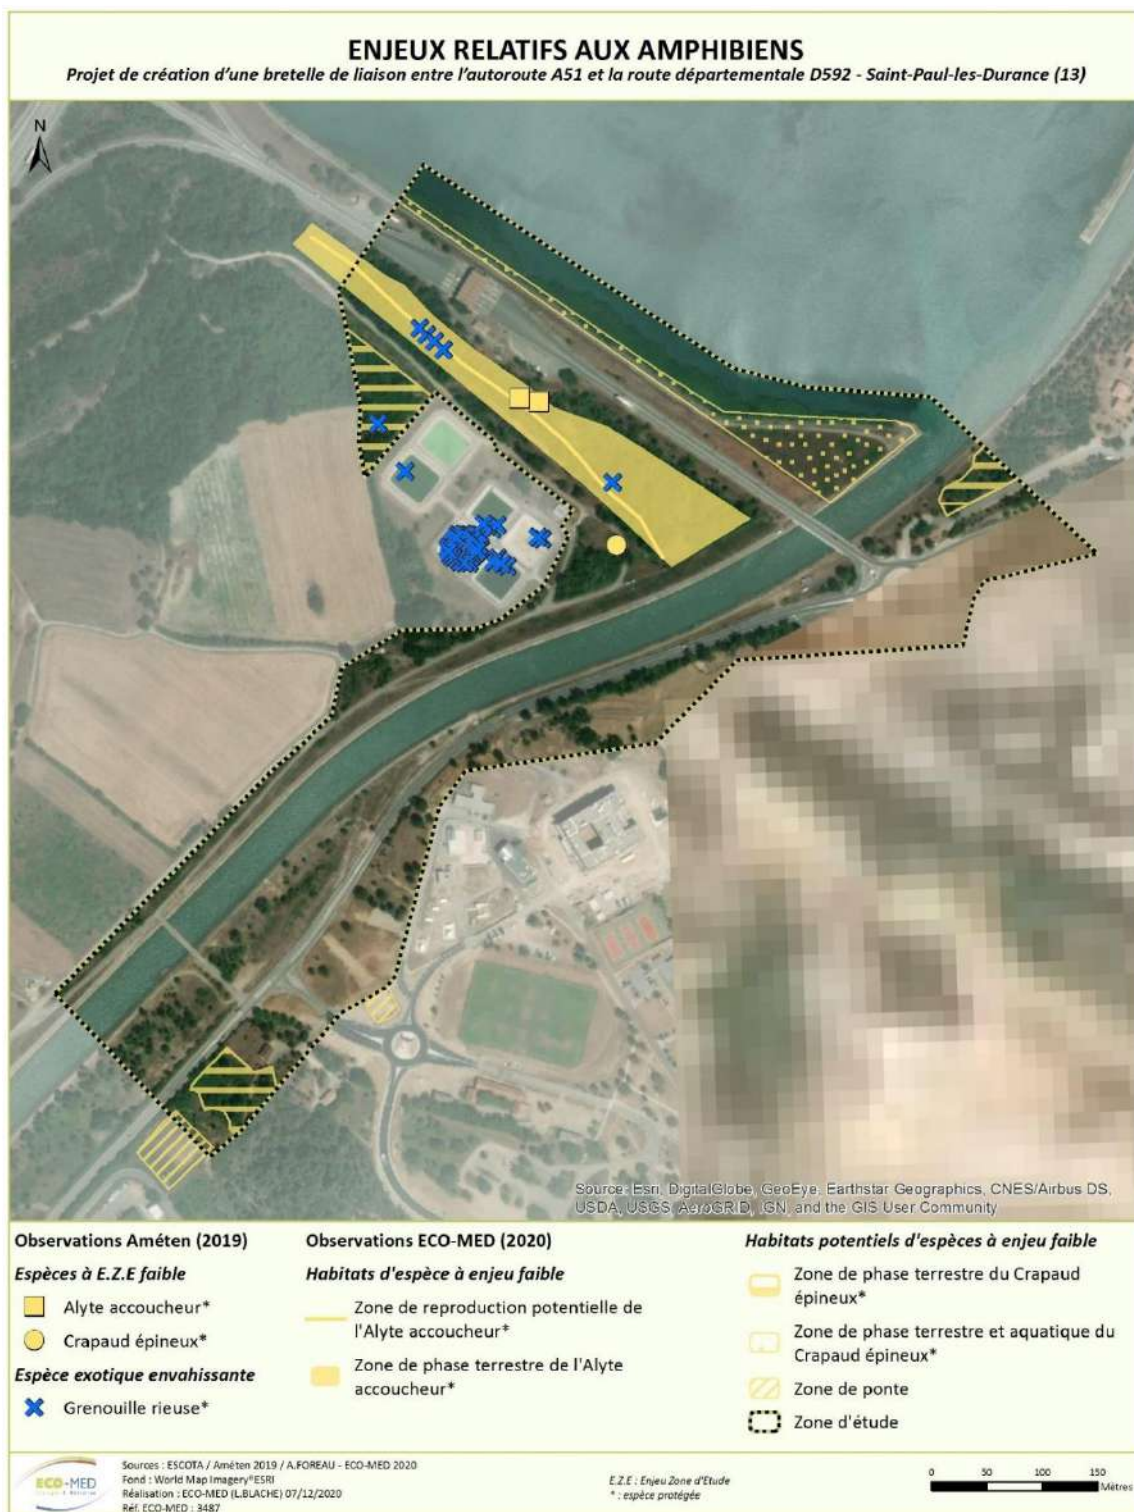 ENJEUX RELATIFS AUX AMPHIBIENS
Projet de création d'une bretelle de liaison entre l'autoroute A51 et la route départementale D592 - Saint-Paul-les-Durance (13)
N
Source: Esri, DigitalGlobe, GeoEye, Earthstar Geographics, CNES/Airbus DS,
USDA, USGS, AeroGRID, IGN, and the GIS User Community
Observations Améten (2019)
Espèces à E.Z.E faible
Alyte accoucheur*
Crapaud épineux*
Espèce exotique envahissante
Grenouille rieuse*
Observations ECO-MED (2020)
Habitats d'espèce à enjeu faible
Zone de reproduction potentielle de
l'Alyte accoucheur*
Zone de phase terrestre de l'Alyte
accoucheur*
Habitats potentiels d'espèces à enjeu faible
Zone de phase terrestre du Crapaud
épineux*
Zone de phase terrestre et aquatique du
Crapaud épineux*
Zone de ponte
Zone d'étude
ECO-MED
Sources : ESCOTA / Améten 2019 / A.FOREAU - ECO-MED 2020
Fond : World Map Imagery®ESRI
Réalisation : ECO-MED (L.BLACHE) 07/12/2020
Réf. ECO-MED : 3487
E.Z.E : Enjeu Zone d'Etude
* : espèce protégée
0 50 100 150
Mètres